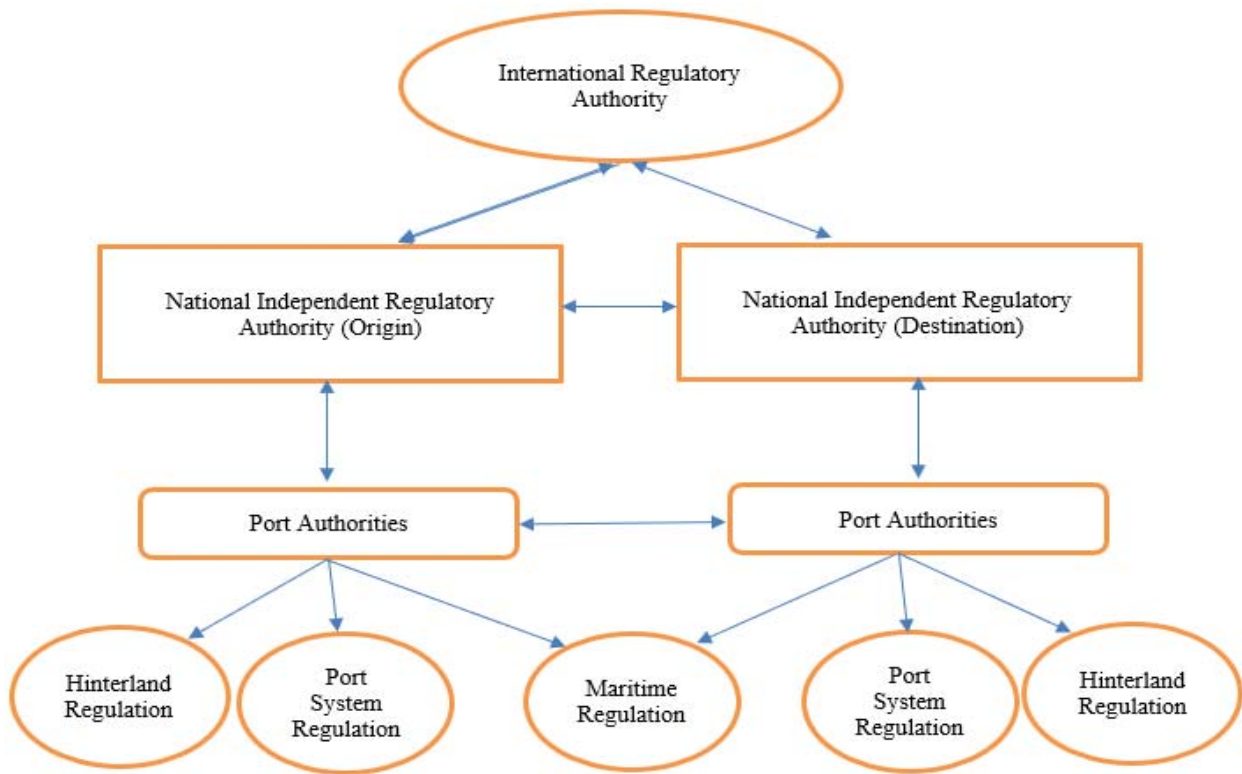 International Regulatory
Authority
National Independent Regulatory
Authority (Origin)
National Independent Regulatory
Authority (Destination)
Port Authorities
Port Authorities
Hinterland
Regulation
Port
System
Regulation
Maritime
Regulation
Port
System
Regulation
Hinterland
Regulation